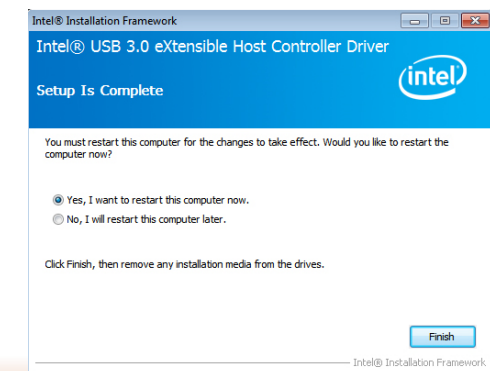 Intel® Installation Framework
Intel® USB 3.0 eXtensible Host Controller Driver
Setup Is Complete
intel®
You must restart this computer for the changes to take effect. Would you like to restart the
computer now?
Yes, I want to restart this computer now.
No, I will restart this computer later.
Click Finish, then remove any installation media from the drives.
Finish
Intel® Installation Framework